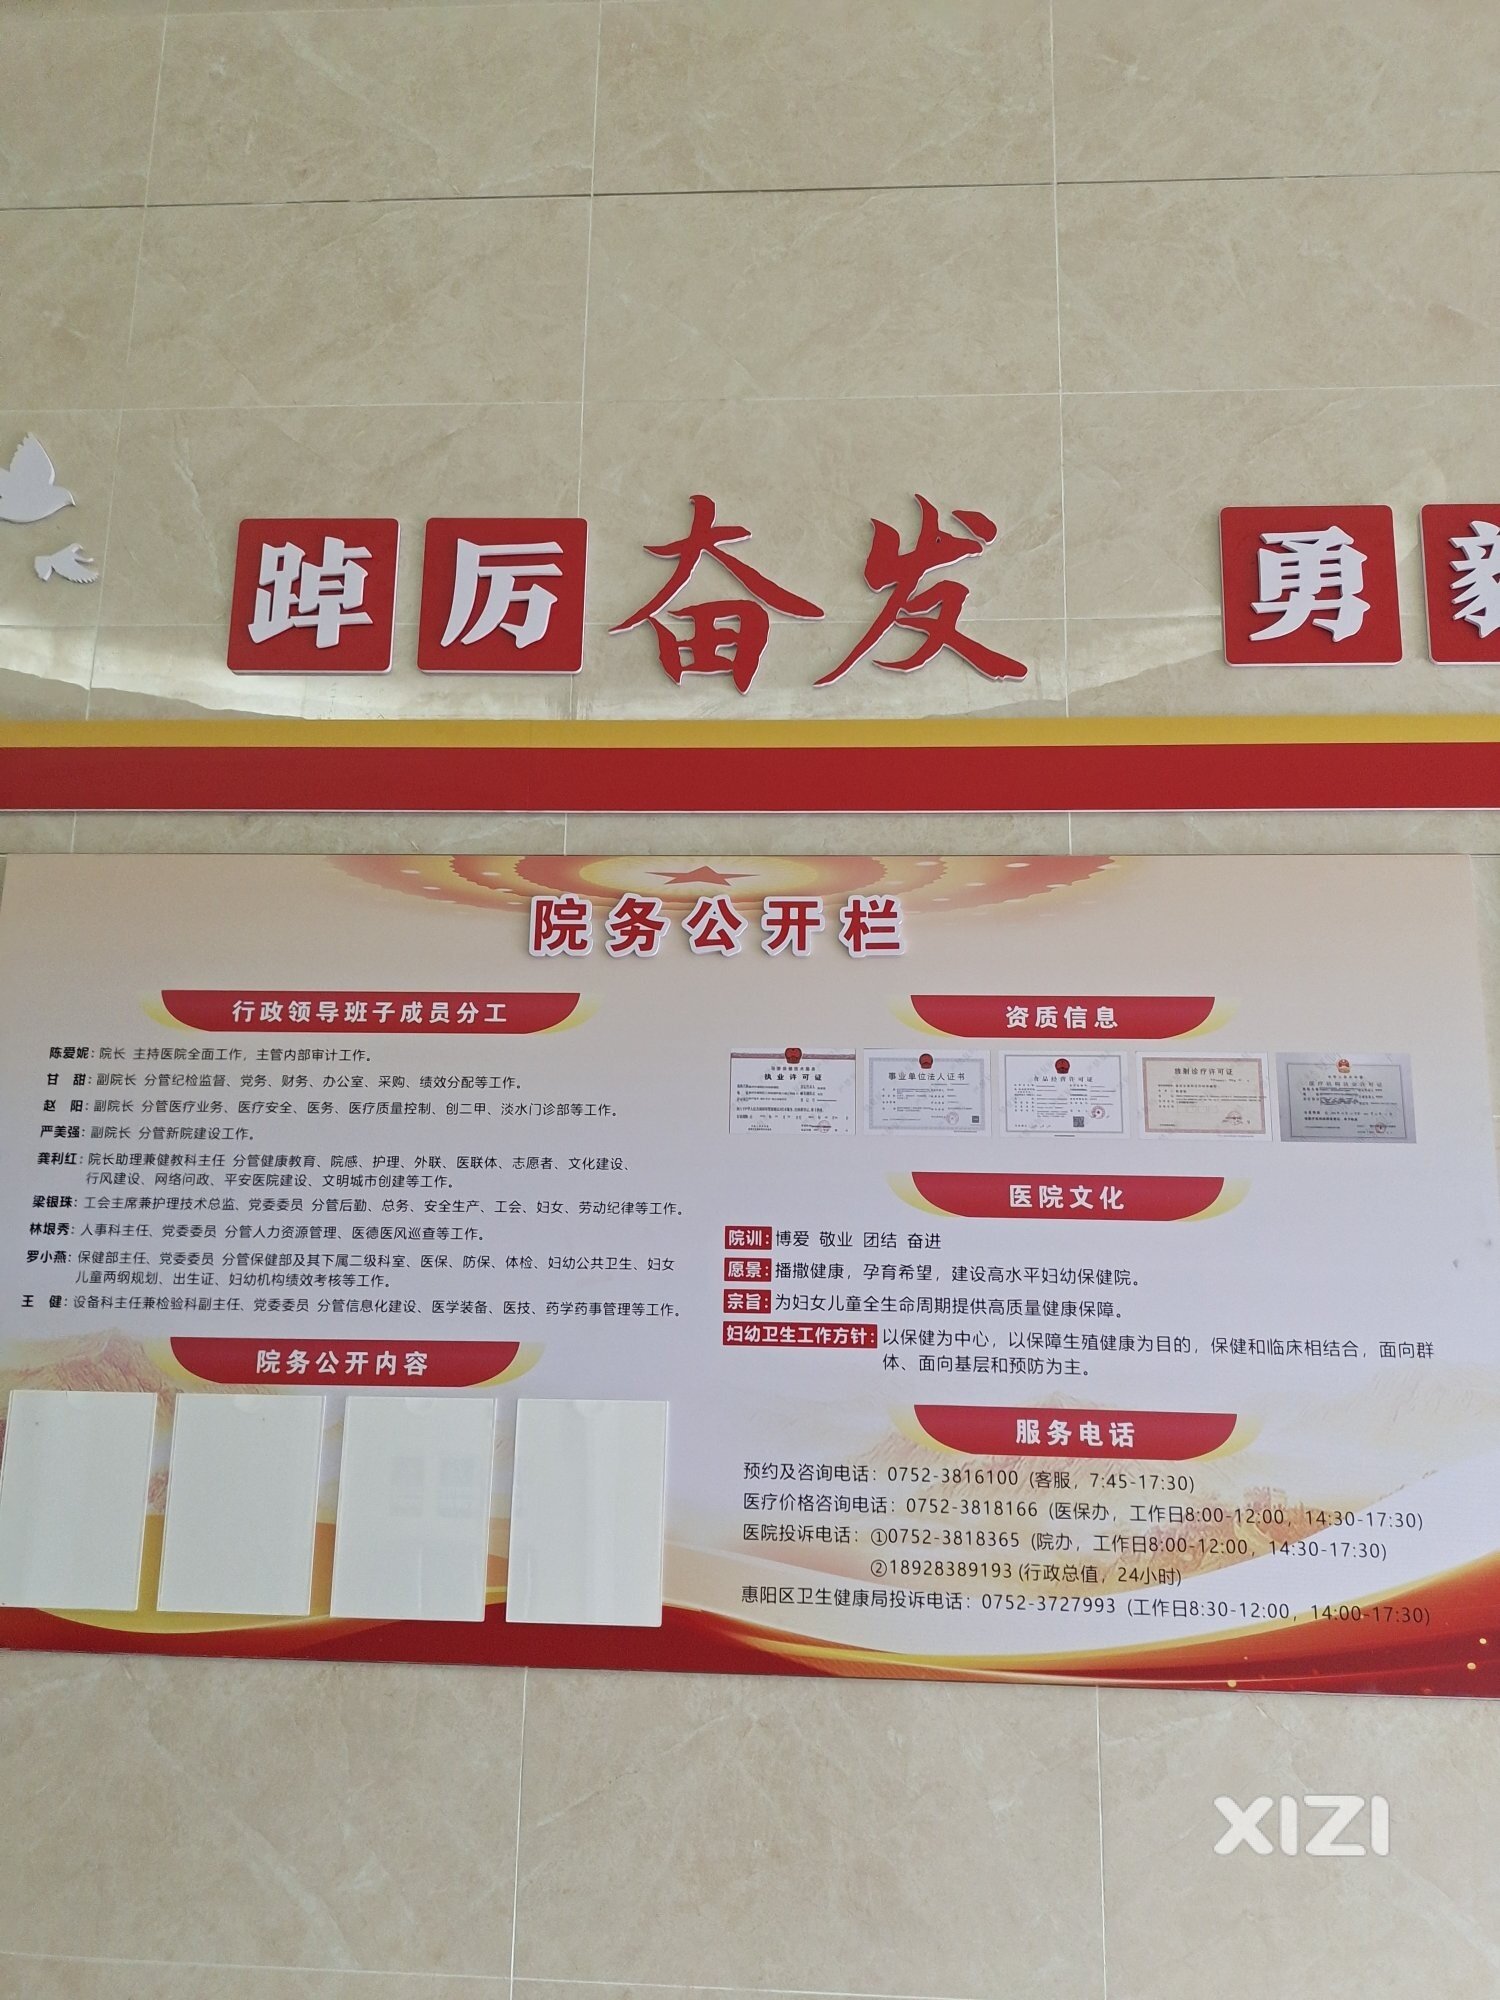 踔厉奋发 勇毅
院务公开栏
行政领导班子成员分工
陈爱妮：院长 主持医院全面工作，主管内部审计工作。
甘 甜：副院长 分管纪检监督、党务、财务、办公室、采购、绩效分配等工作。
赵 阳：副院长 分管医疗业务、医疗安全、医务、医疗质量控制、创二甲、淡水门诊部等工作。
严美强：副院长 分管新院建设工作。
龚利红：院长助理兼健教科主任 分管健康教育、院感、护理、外联、医联体、志愿者、文化建设、
行风建设、网络问政、平安医院建设、文明城市创建等工作。
梁银珠：工会主席兼护理技术总监、党委委员 分管后勤、总务、安全生产、工会、妇女、劳动纪律等工作。
林垠秀：人事科主任、党委委员 分管人力资源管理、医德医风巡查等工作。
罗小燕：保健部主任、党委委员 分管保健部及其下属二级科室、医保、防保、体检、妇幼公共卫生、妇女
儿童两纲规划、出生证、妇幼机构绩效考核等工作。
王 健：设备科主任兼检验科副主任、党委委员 分管信息化建设、医学装备、医技、药学药事管理等工作。
院务公开内容
资质信息
执业许可证
事业单位法人证书
食品经营许可证
放射诊疗许可证
医疗机构执业许可证
医院文化
院训：博爱 敬业 团结 奋进
愿景：播撒健康，孕育希望，建设高水平妇幼保健院。
宗旨：为妇女儿童全生命周期提供高质量健康保障。
妇幼卫生工作方针：以保健为中心，以保障生殖健康为目的，保健和临床相结合，面向群
体、面向基层和预防为主。
服务电话
预约及咨询电话：0752-3816100 (客服，7:45-17:30)
医疗价格咨询电话：0752-3818166 (医保办，工作日8:00-12:00，14:30-17:30)
医院投诉电话：①0752-3818365 (院办，工作日8:00-12:00，14:30-17:30)
②18928389193 (行政总值，24小时)
惠阳区卫生健康局投诉电话：0752-3727993 (工作日8:30-12:00，14:00-17:30)
XIZI